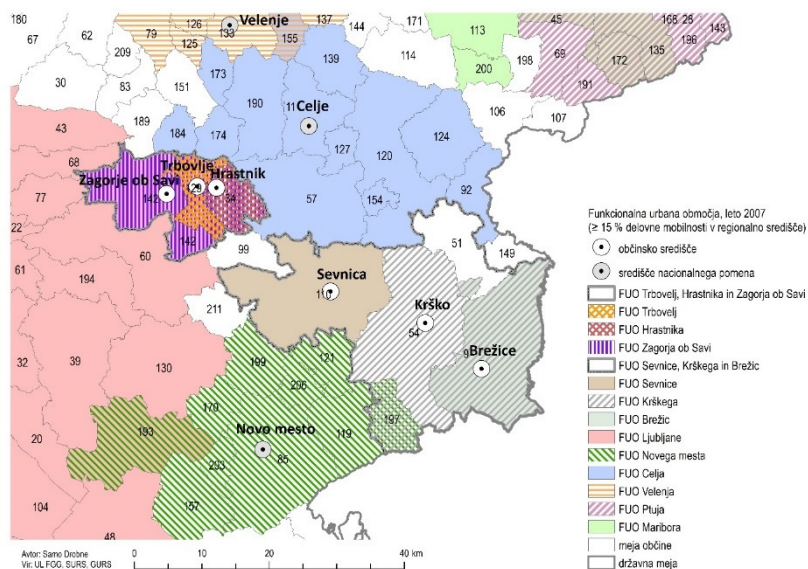 180
67
62
209
79
126
125
133
Velenje
155
137
144
171
114
113
200
198
45
168
28
143
196
69
172
135
191
30
83
151
173
190
139
11
Celje
106
107
43
189
184
174
127
120
124
68
Trbovlje
Hrastnik
Zagorje ob Savi
142
129
34
57
154
92
77
22
142
99
51
149
60
61
194
211
Sevnica
110
Krško
54
9
Brežice
32
39
130
199
121
206
170
197
193
Novo mesto
119
20
203
85
157
104
48
Funkcionalna urbana območja, leto 2007
(≥ 15 % delovne mobilnosti v regionalno središče)
občinsko središče
središče nacionalnega pomena
FUO Trbovelj, Hrastnika in Zagorja ob Savi
FUO Trbovelj
FUO Hrastnika
FUO Zagorja ob Savi
FUO Sevnice, Krškega in Brežic
FUO Sevnice
FUO Krškega
FUO Brežic
FUO Ljubljane
FUO Novega mesta
FUO Celja
FUO Velenja
FUO Ptuja
FUO Maribora
meja občine
državna meja
Avtor: Samo Drobne
Vir: UL FGG, SURS, GURS
0 10 20 40 km